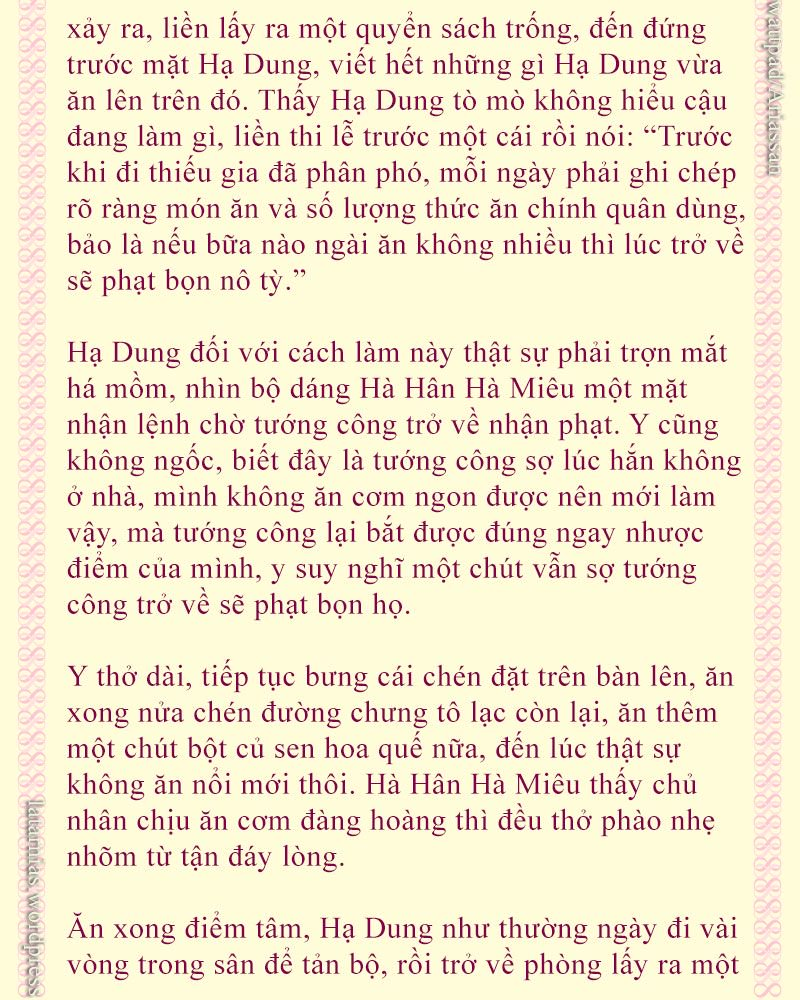 xảy ra, liền lấy ra một quyển sách trống, đến đứng
trước mặt Hạ Dung, viết hết những gì Hạ Dung vừa
ăn lên trên đó. Thấy Hạ Dung tò mò không hiểu cậu
đang làm gì, liền thi lễ trước một cái rồi nói: “Trước
khi đi thiếu gia đã phân phó, mỗi ngày phải ghi chép
rõ ràng món ăn và số lượng thức ăn chính quân dùng,
bảo là nếu bữa nào ngài ăn không nhiều thì lúc trở về
sẽ phạt bọn nô tỳ.”
Hạ Dung đối với cách làm này thật sự phải trợn mắt
há mồm, nhìn bộ dáng Hà Hân Hà Miêu một mặt
nhận lệnh chờ tướng công trở về nhận phạt. Y cũng
không ngốc, biết đây là tướng công sợ lúc hắn không
ở nhà, mình không ăn cơm ngon được nên mới làm
vậy, mà tướng công lại bắt được đúng ngay nhược
điểm của mình, y suy nghĩ một chút vẫn sợ tướng
công trở về sẽ phạt bọn họ.
Y thở dài, tiếp tục bưng cái chén đặt trên bàn lên, ăn
xong nửa chén đường chưng tô lạc còn lại, ăn thêm
một chút bột củ sen hoa quế nữa, đến lúc thật sự
không ăn nổi mới thôi. Hà Hân Hà Miêu thấy chủ
nhân chịu ăn cơm đàng hoàng thì đều thở phào nhẹ
nhõm từ tận đáy lòng.
Ăn xong điểm tâm, Hạ Dung như thường ngày đi vài
vòng trong sân để tản bộ, rồi trở về phòng lấy ra một
wattpad/Ariassan
latarnias.wordpress